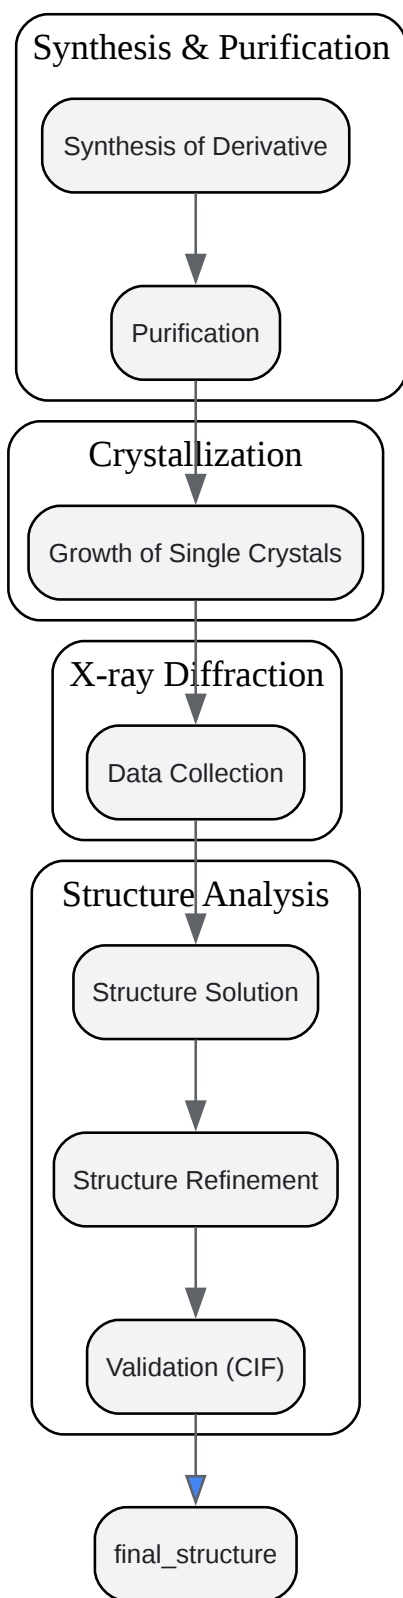 Synthesis & Purification
Synthesis of Derivative
Purification
Crystallization
Growth of Single Crystals
X-ray Diffraction
Data Collection
Structure Analysis
Structure Solution
Structure Refinement
Validation (CIF)
final_structure